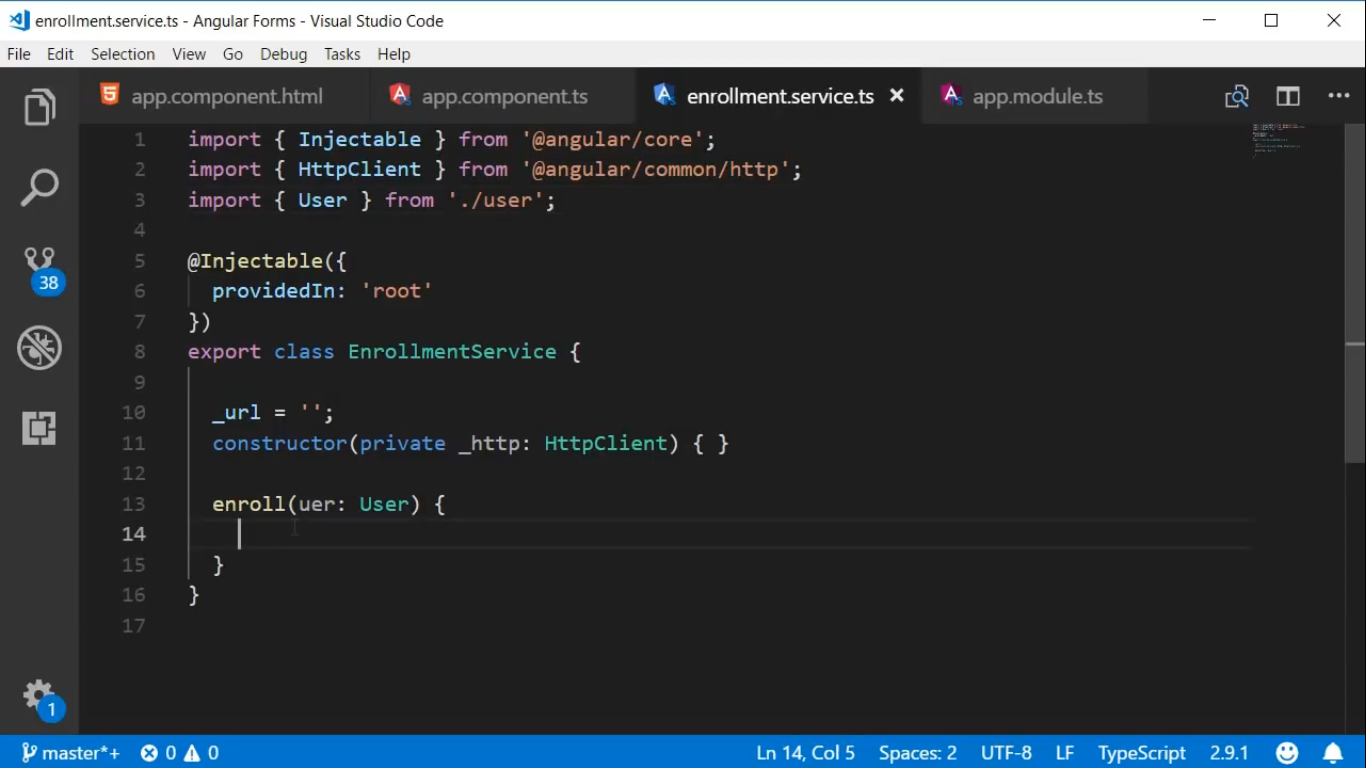 enrollment.service.ts - Angular Forms - Visual Studio Code
File Edit Selection View Go Debug Tasks Help
app.component.html app.component.ts enrollment.service.ts app.module.ts
1 import { Injectable } from '@angular/core';
2 import { HttpClient } from '@angular/common/http';
3 import { User } from './user';
4
5 @Injectable({
6 providedIn: 'root'
7 })
8 export class EnrollmentService {
9
10 _url = '';
11 constructor(private _http: HttpClient) { }
12
13 enroll(uer: User) {
14
15 }
16 }
17
38
1
master*+ 0 0 Ln 14, Col 5 Spaces: 2 UTF-8 LF TypeScript 2.9.1